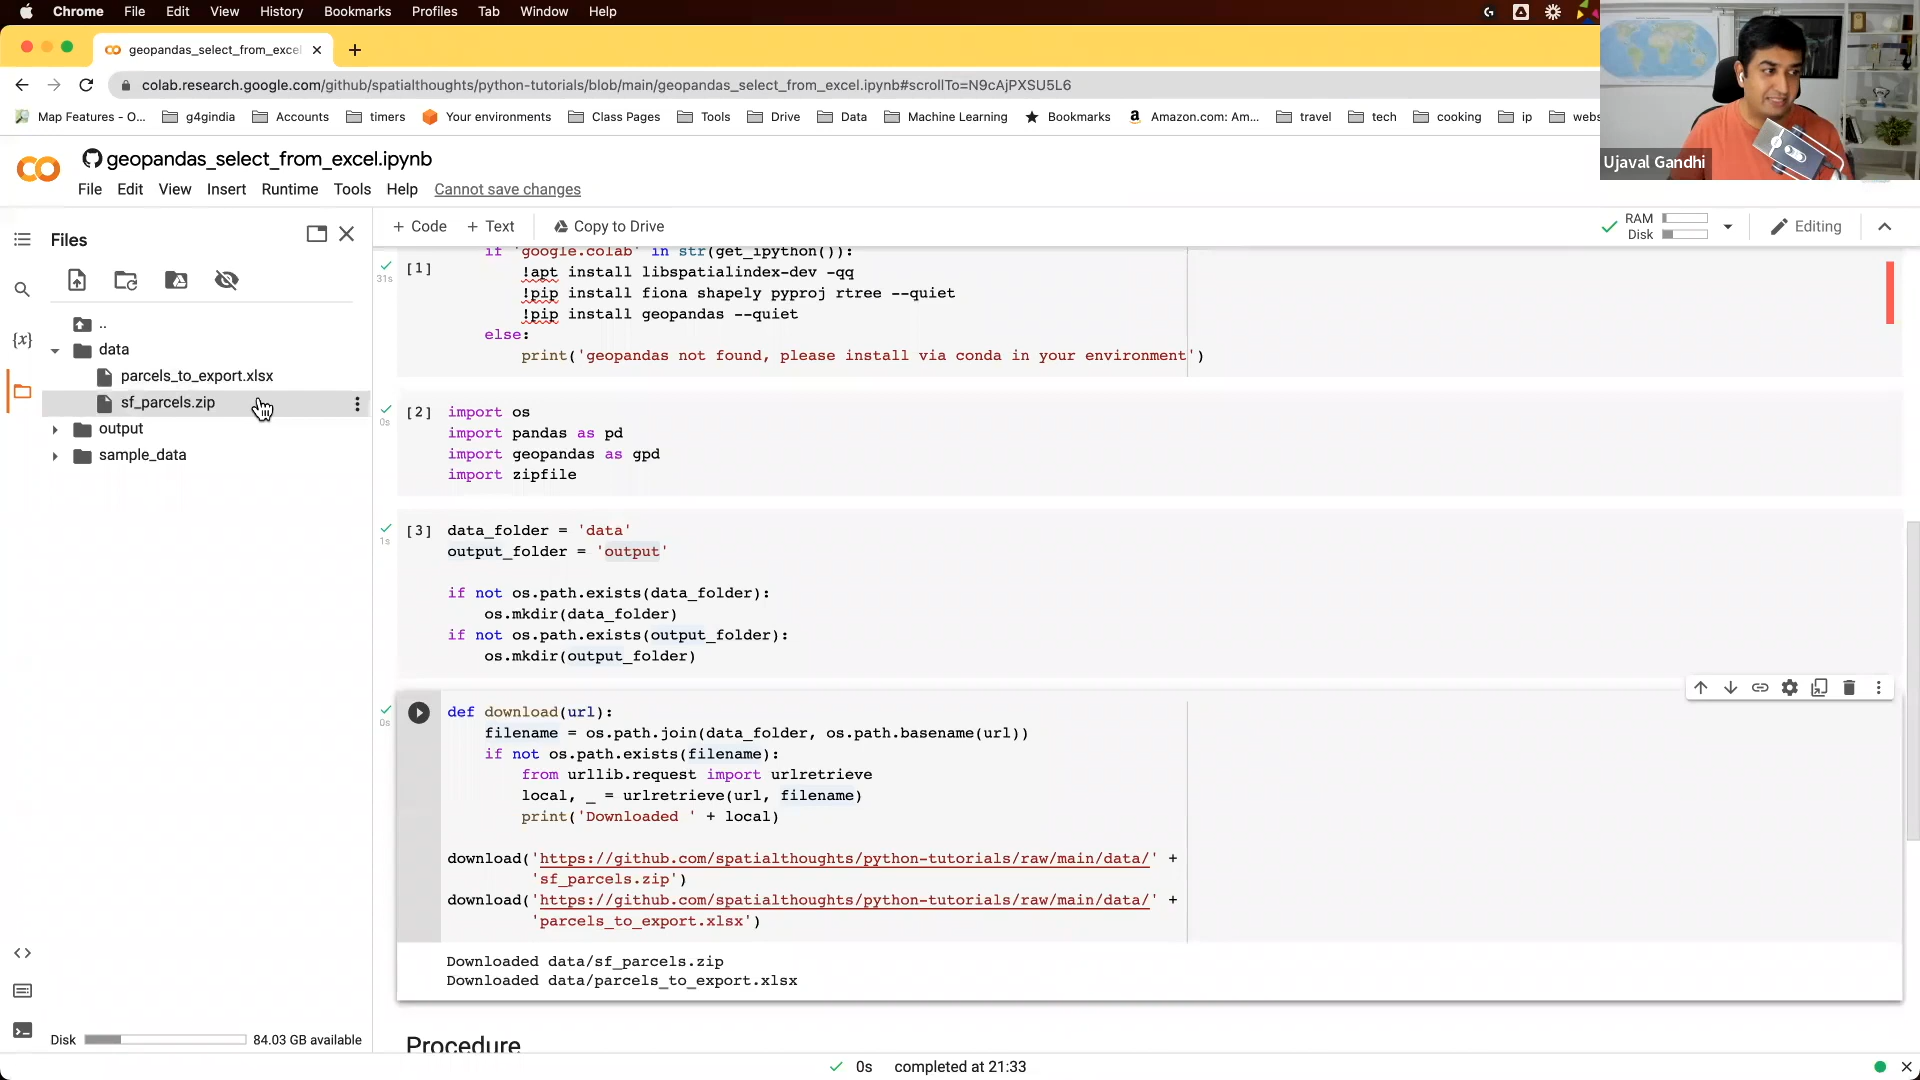 Chrome File Edit View History Bookmarks Profiles Tab Window Help
geopandas_select_from_excel
colab.research.google.com/github/spatialthoughts/python-tutorials/blob/main/geopandas_select_from_excel.ipynb#scrollTo=N9cAjPXSU5L6
Map Features - O... g4gindia Accounts timers Your environments Class Pages Tools Drive Data Machine Learning Bookmarks Amazon.com: Am... travel tech cooking ip webs
Ujaval Gandhi
geopandas_select_from_excel.ipynb
File Edit View Insert Runtime Tools Help Cannot save changes
Files
+ Code + Text Copy to Drive
RAM
Disk
Editing
..
data
parcels_to_export.xlsx
sf_parcels.zip
output
sample_data
Disk 84.03 GB available
31s
[1]
if 'google.colab' in str(get_ipython()):
!apt install libspatialindex-dev -qq
!pip install fiona shapely pyproj rtree --quiet
!pip install geopandas --quiet
else:
print('geopandas not found, please install via conda in your environment')
0s
[2] import os
import pandas as pd
import geopandas as gpd
import zipfile
1s
[3] data_folder = 'data'
output_folder = 'output'
if not os.path.exists(data_folder):
os.mkdir(data_folder)
if not os.path.exists(output_folder):
os.mkdir(output_folder)
0s
def download(url):
filename = os.path.join(data_folder, os.path.basename(url))
if not os.path.exists(filename):
from urllib.request import urlretrieve
local, _ = urlretrieve(url, filename)
print('Downloaded ' + local)
download('https://github.com/spatialthoughts/python-tutorials/raw/main/data/' +
'sf_parcels.zip')
download('https://github.com/spatialthoughts/python-tutorials/raw/main/data/' +
'parcels_to_export.xlsx')
Downloaded data/sf_parcels.zip
Downloaded data/parcels_to_export.xlsx
Procedure
0s completed at 21:33